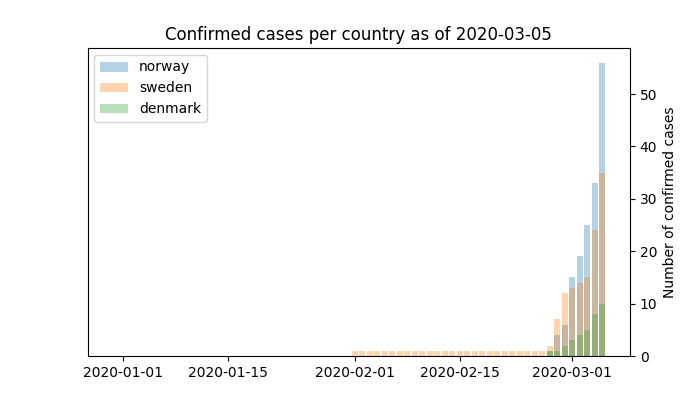 Confirmed cases per country as of 2020-03-05
norway
sweden
denmark
50
40
30
20
10
0
Number of confirmed cases
2020-01-01
2020-01-15
2020-02-01
2020-02-15
2020-03-01